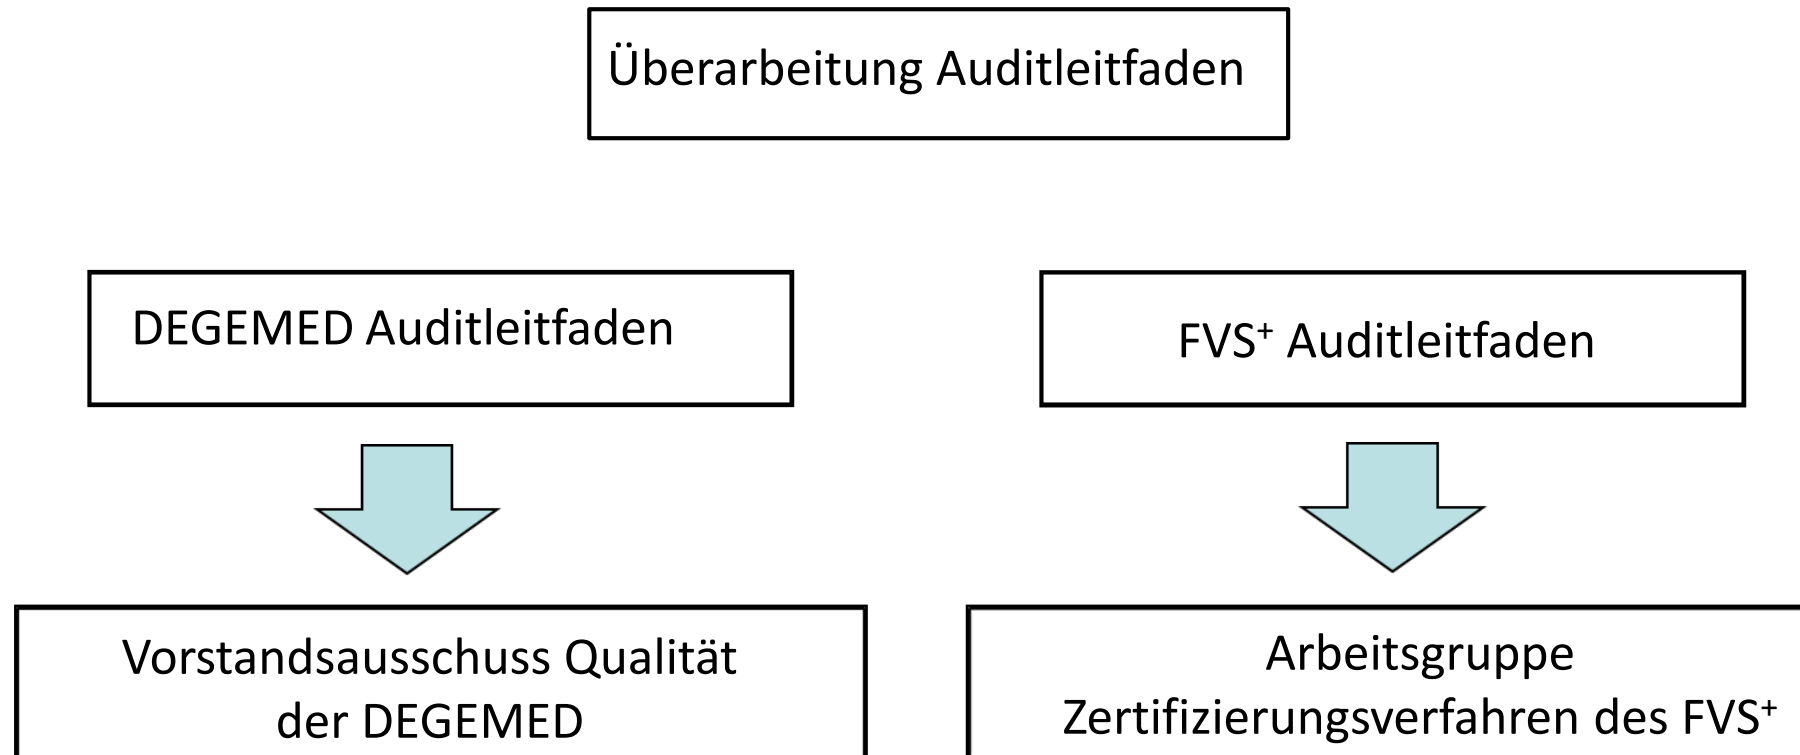 Überarbeitung Auditleitfaden
DEGEMED Auditleitfaden
FVS⁺ Auditleitfaden
Vorstandsausschuss Qualität
der DEGEMED
Arbeitsgruppe
Zertifizierungsverfahren des FVS⁺